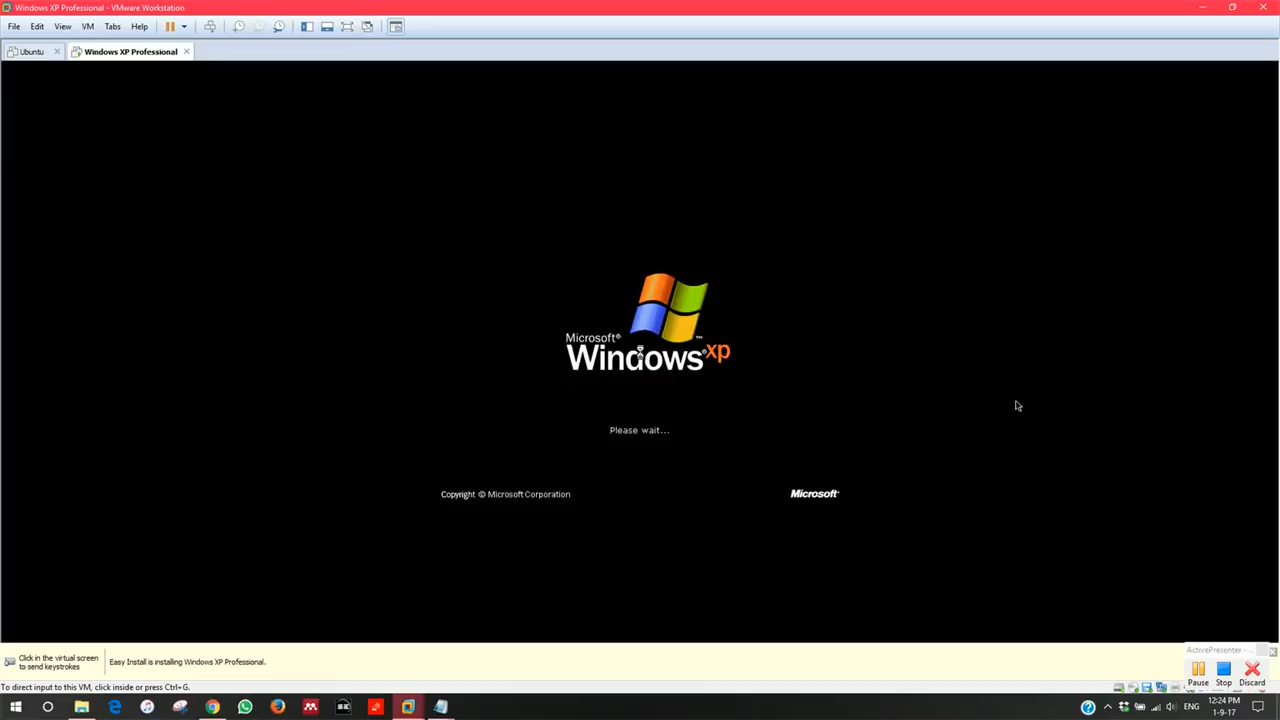 Windows XP Professional - VMware Workstation
File Edit View VM Tabs Help
Ubuntu
Windows XP Professional
Microsoft®
Windows® xp ™
Please wait...
Copyright © Microsoft Corporation
Microsoft®
Click in the virtual screen
to send keystrokes
Easy Install is installing Windows XP Professional.
ActivePresenter - ...
Pause Stop Discard
To direct input to this VM, click inside or press Ctrl+G.
ENG
12:24 PM
1-9-17